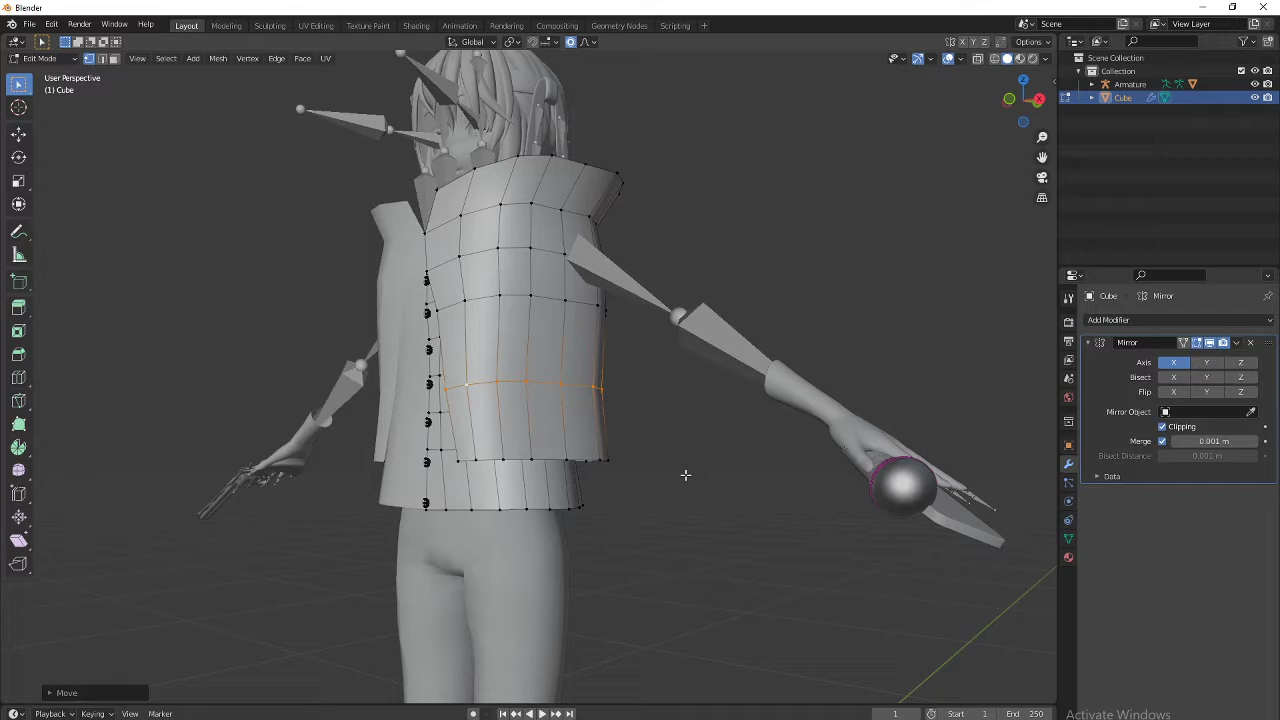 Blender
File Edit Render Window Help Layout Modeling Sculpting UV Editing Texture Paint Shading Animation Rendering Compositing Geometry Nodes Scripting + Scene View Layer
Global X Y Z Options
Edit Mode View Select Add Mesh Vertex Edge Face UV
User Perspective
(1) Cube
Scene Collection
Collection
Armature
Cube
Cube Mirror
Add Modifier
Mirror
Axis X Y Z
Bisect X Y Z
Flip X Y Z
Mirror Object
Clipping
Merge 0.001 m
Bisect Distance 0.001 m
Data
Z
X
Move
Playback Keying View Marker 1 Start 1 End 250
Activate Windows